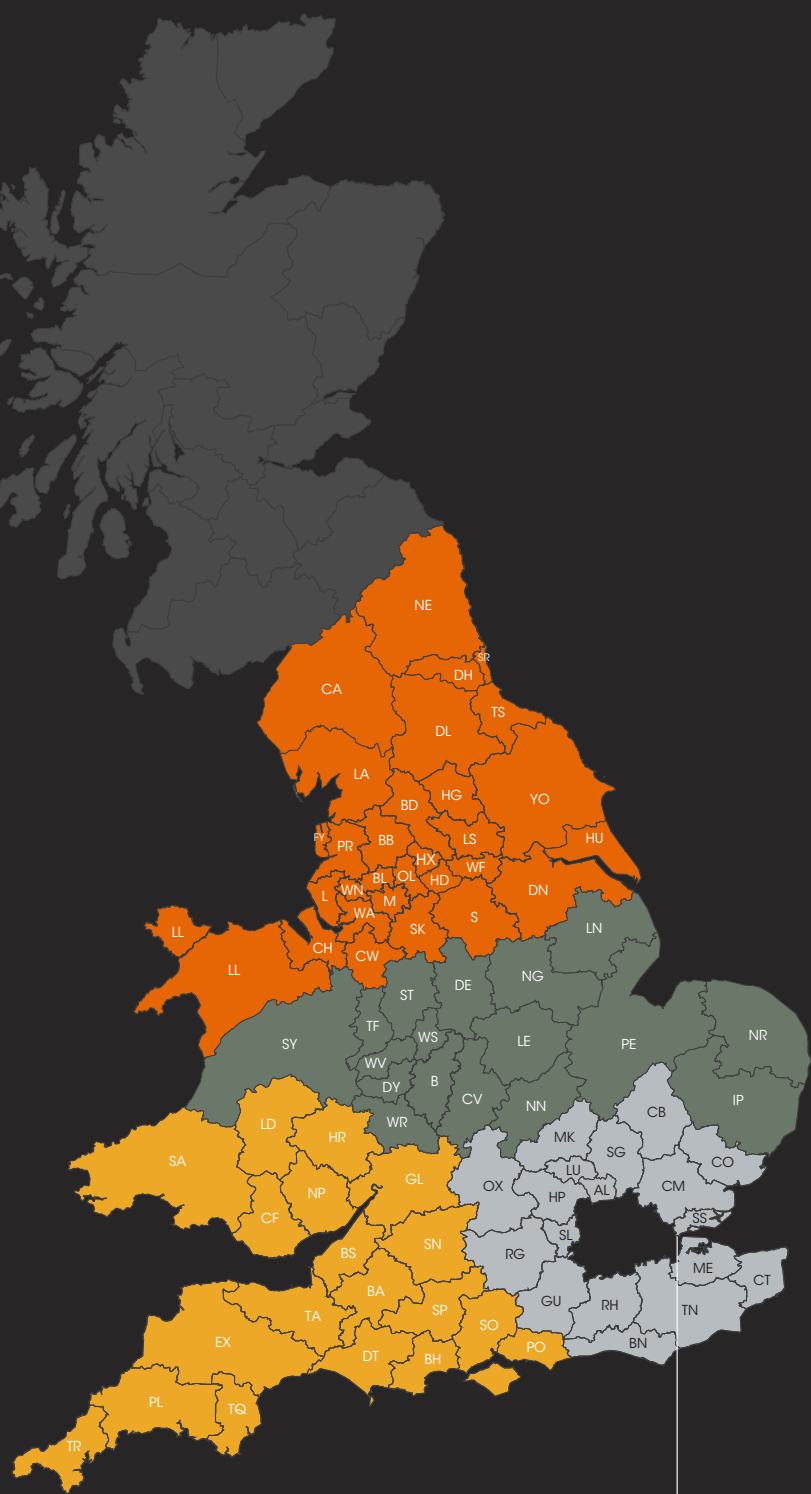 NE
SR
DH
CA
TS
DL
LA
HG
YO
BD
FY
PR
BB
LS
HU
HX
WF
BL
OL
HD
WN
DN
L
M
WA
S
SK
LN
LL
CH
CW
LL
NG
DE
ST
TF
WS
NR
SY
LE
PE
WV
B
DY
CV
IP
NN
WR
CB
LD
HR
MK
SG
SA
CO
LU
GL
OX
AL
CM
NP
HP
CF
SS
SL
SN
BS
RG
ME
CT
BA
GU
RH
TN
SP
TA
SO
EX
BN
PO
DT
BH
PL
TQ
TR